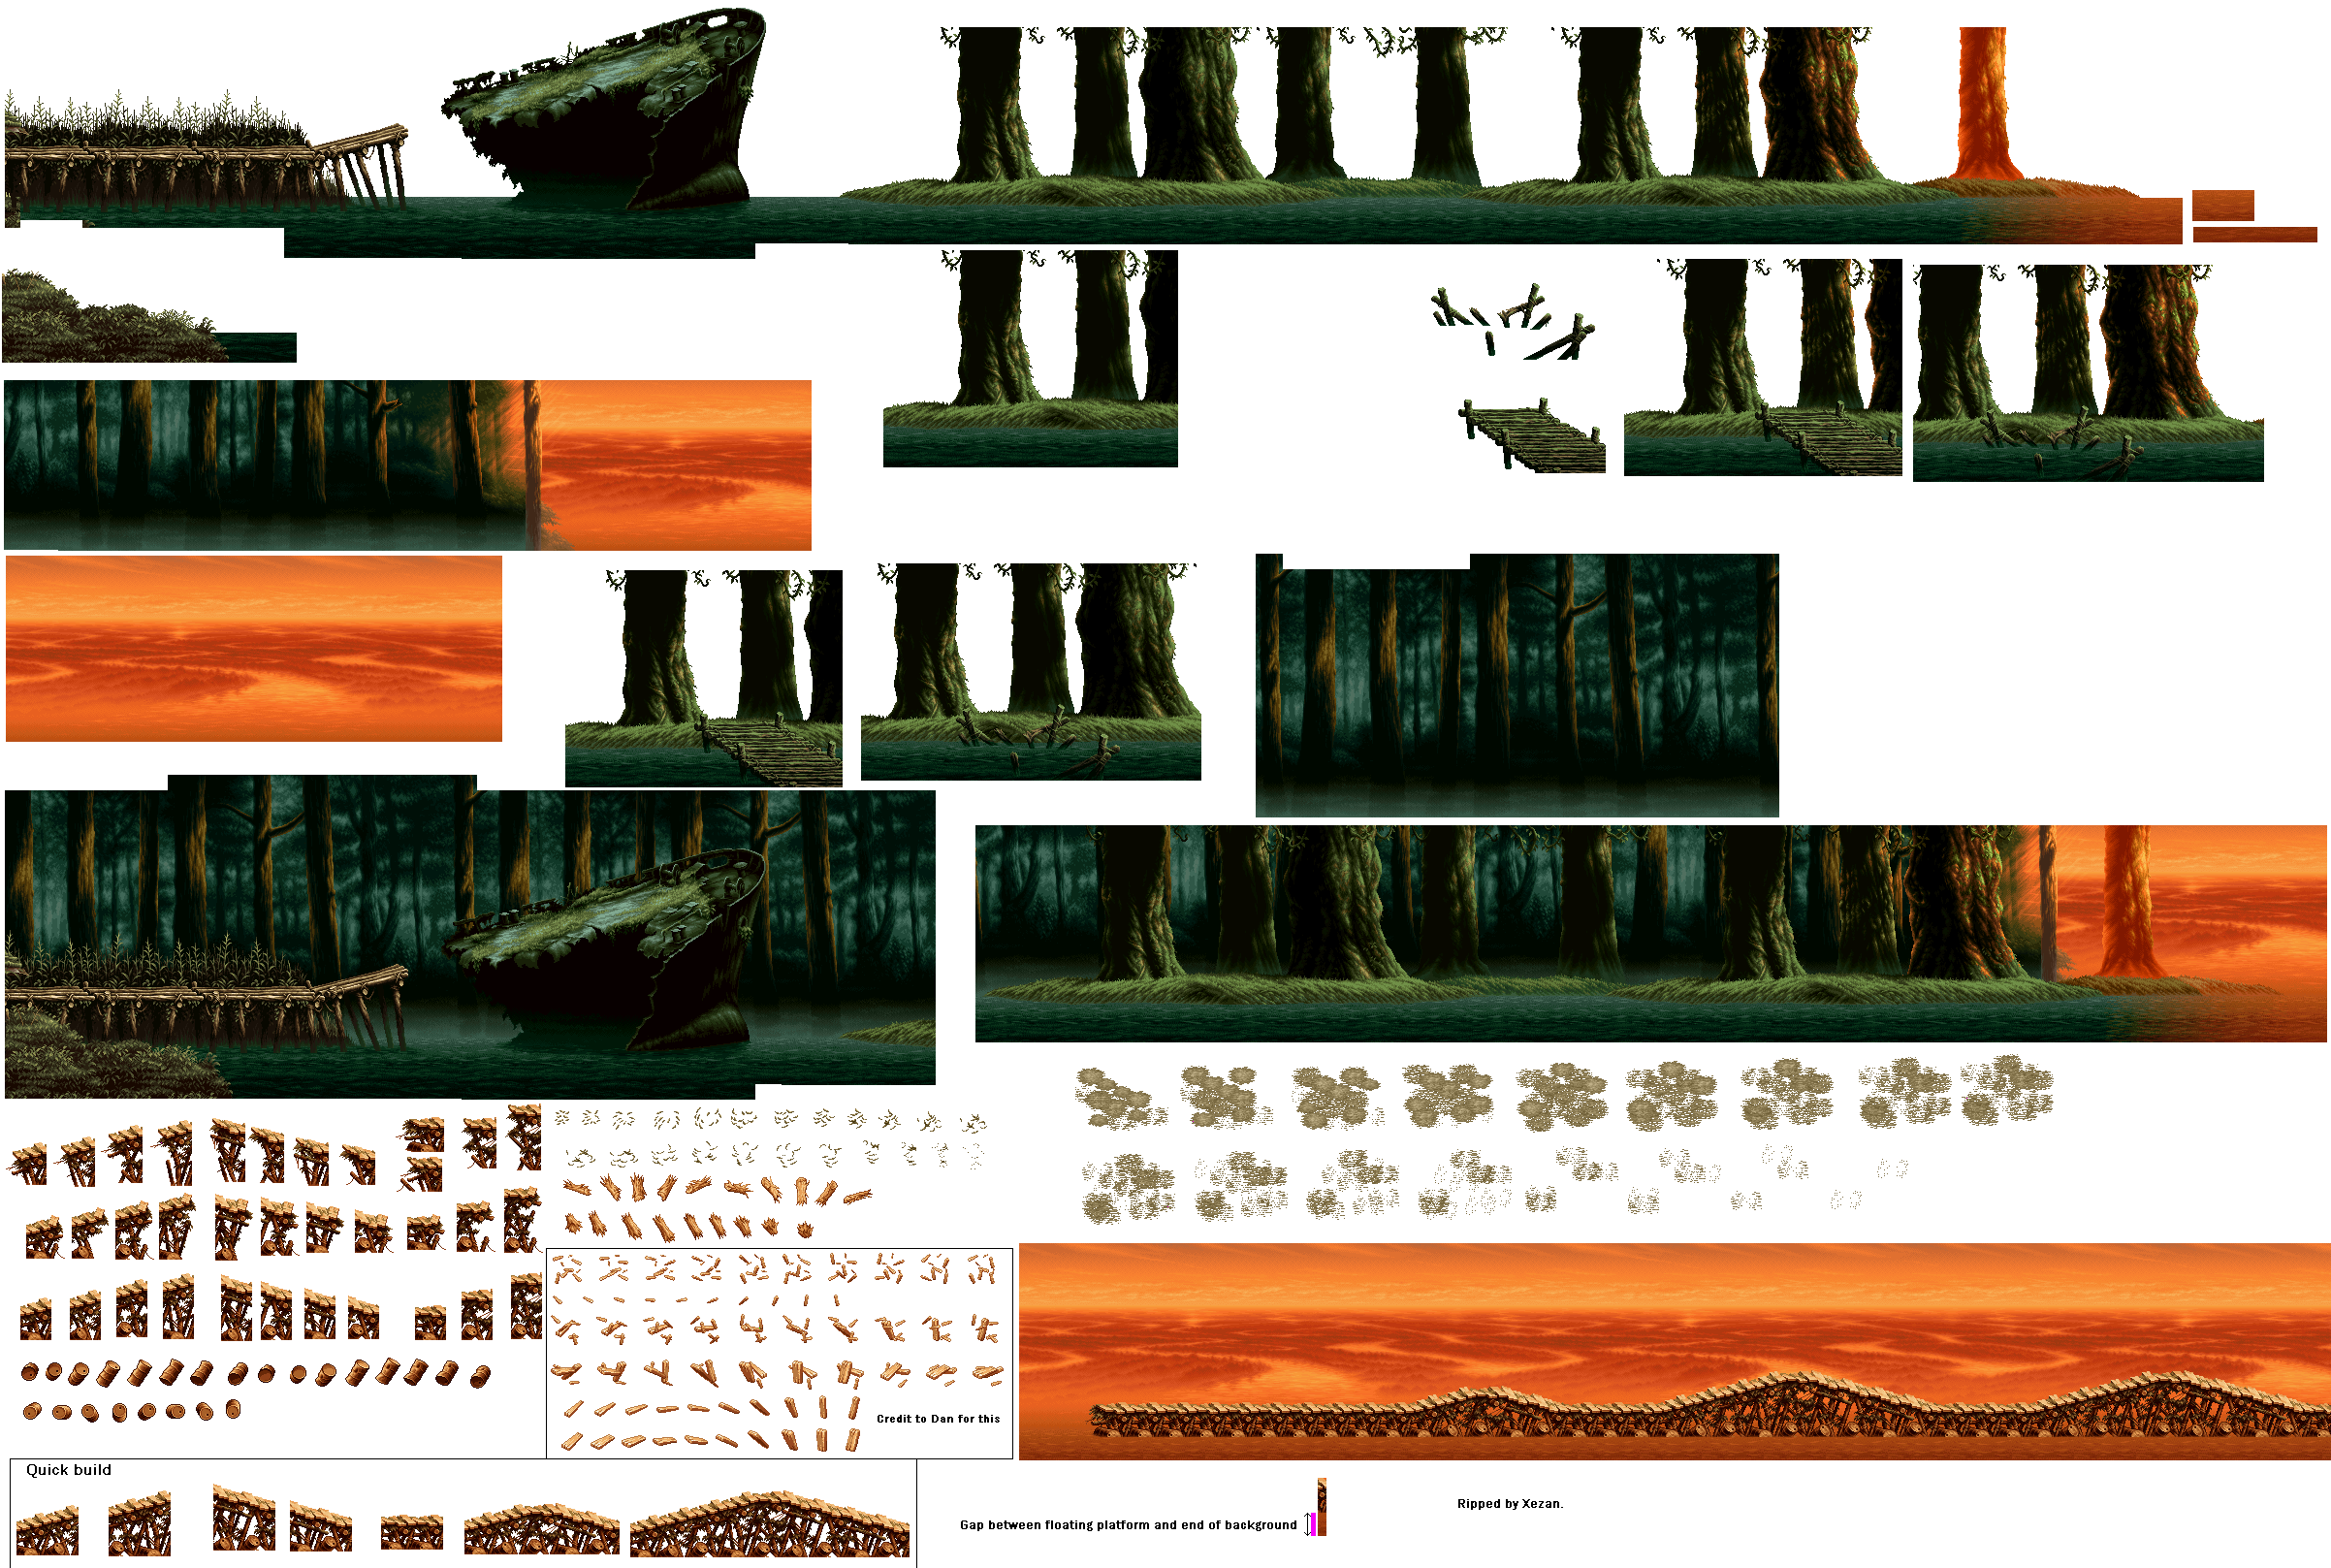 Credit to Dan for this
Quick build
Ripped by Xezan.
Gap between floating platform and end of background